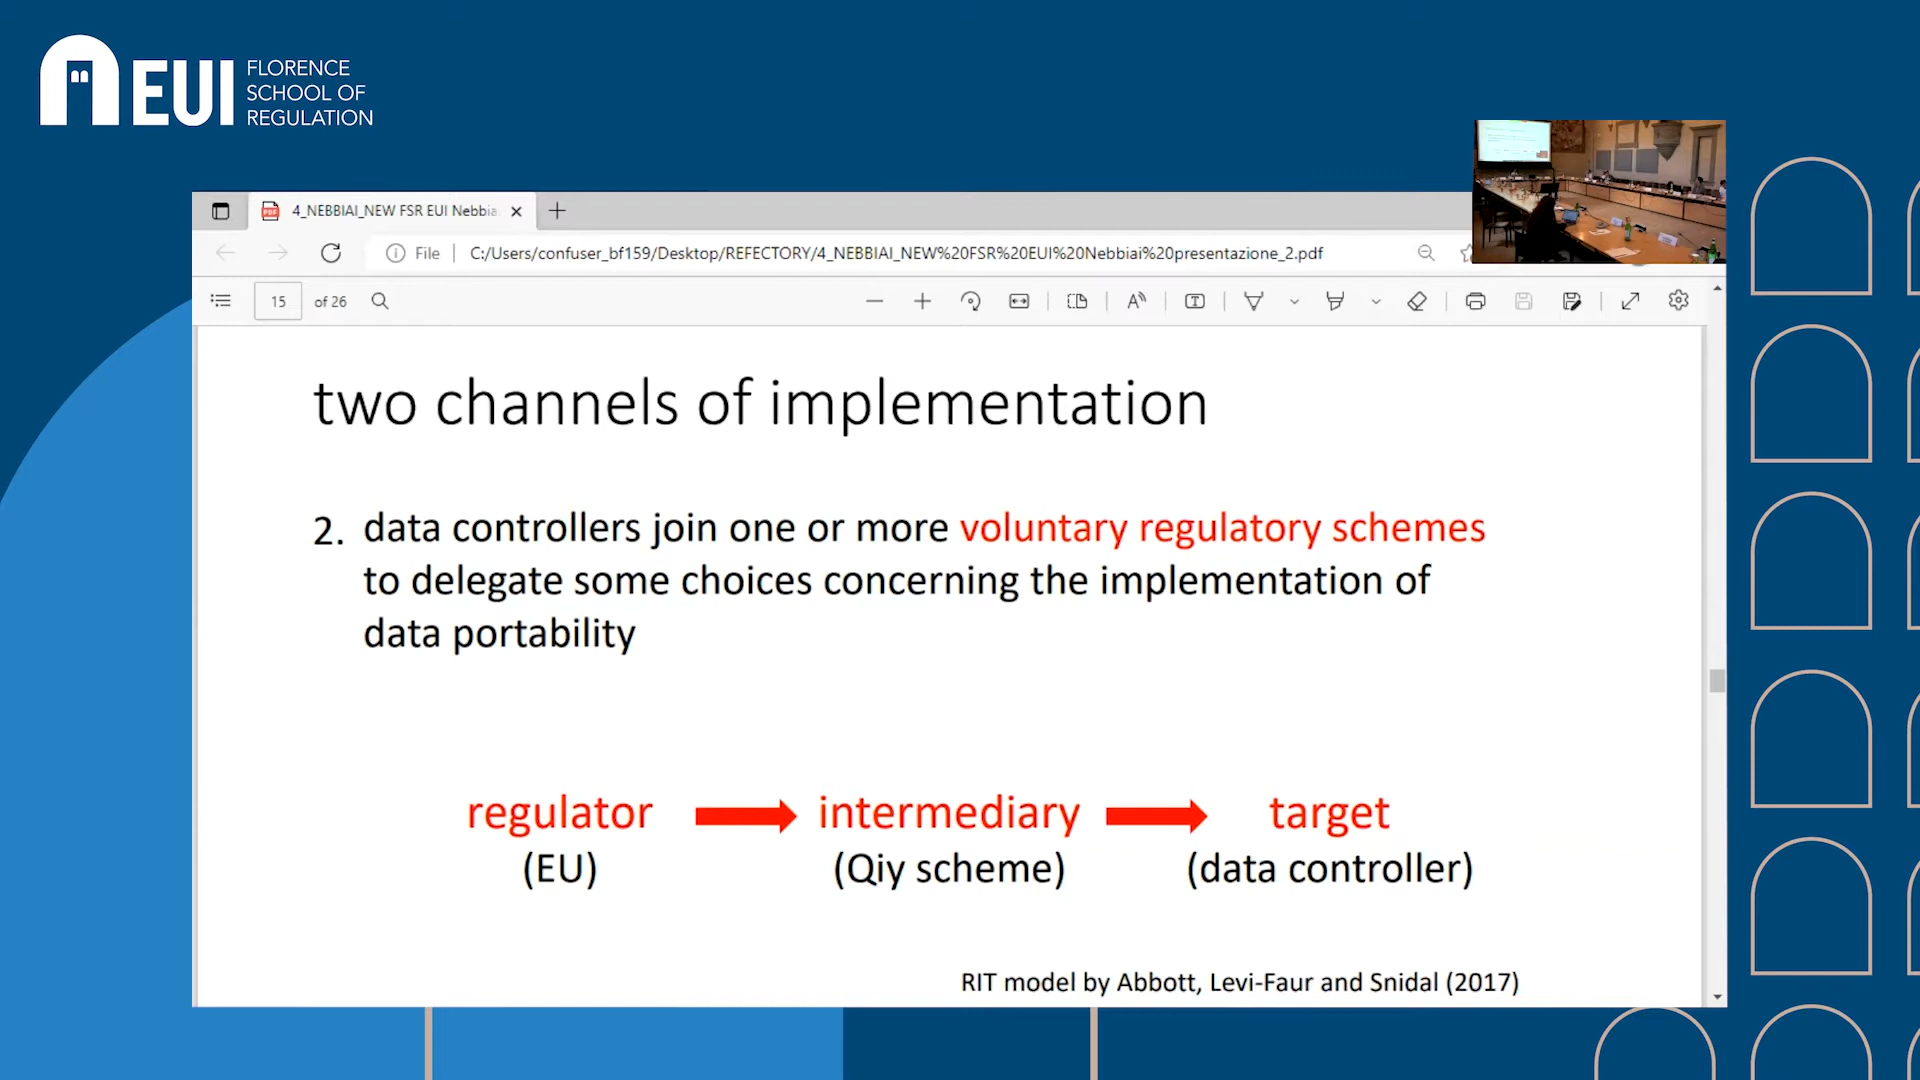 EUI
FLORENCE
SCHOOL OF
REGULATION
4_NEBBIAI_NEW FSR EUI Nebbia
File
C:/Users/confuser_bf159/Desktop/REFECTORY/4_NEBBIAI_NEW%20FSR%20EUI%20Nebbiai%20presentazione_2.pdf
15 of 26
two channels of implementation
2. data controllers join one or more voluntary regulatory schemes
to delegate some choices concerning the implementation of
data portability
regulator intermediary target
(EU) (Qiy scheme) (data controller)
RIT model by Abbott, Levi-Faur and Snidal (2017)